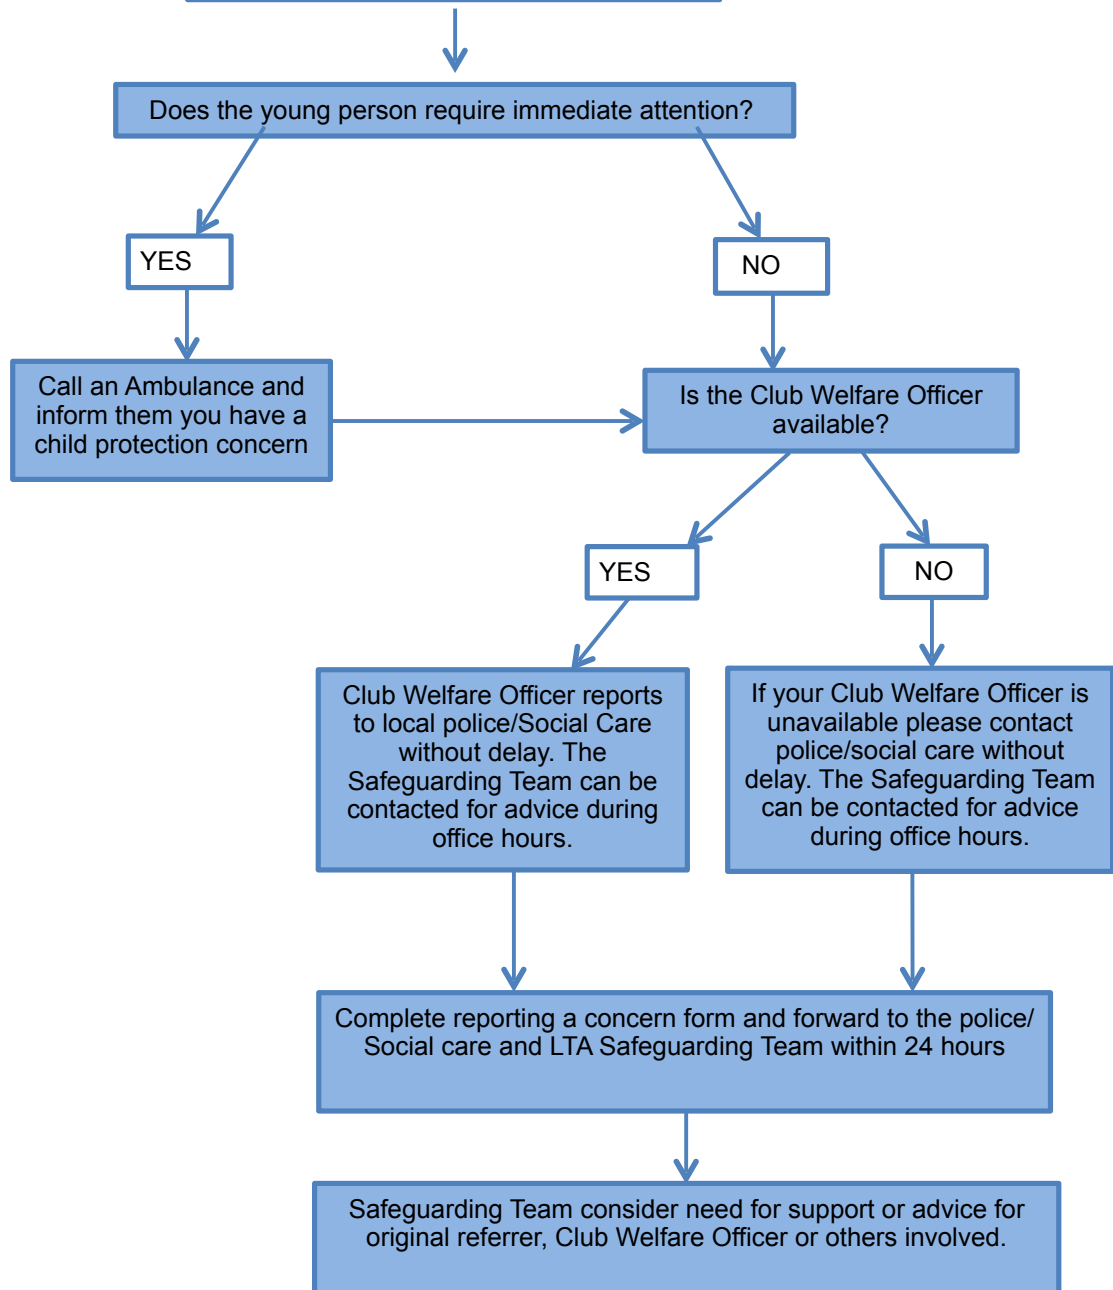 Does the young person require immediate attention?
YES
NO
Call an Ambulance and
inform them you have a
child protection concern
Is the Club Welfare Officer
available?
YES
NO
Club Welfare Officer reports
to local police/Social Care
without delay. The
Safeguarding Team can be
contacted for advice during
office hours.
If your Club Welfare Officer is
unavailable please contact
police/social care without
delay. The Safeguarding Team
can be contacted for advice
during office hours.
Complete reporting a concern form and forward to the police/
Social care and LTA Safeguarding Team within 24 hours
Safeguarding Team consider need for support or advice for
original referrer, Club Welfare Officer or others involved.